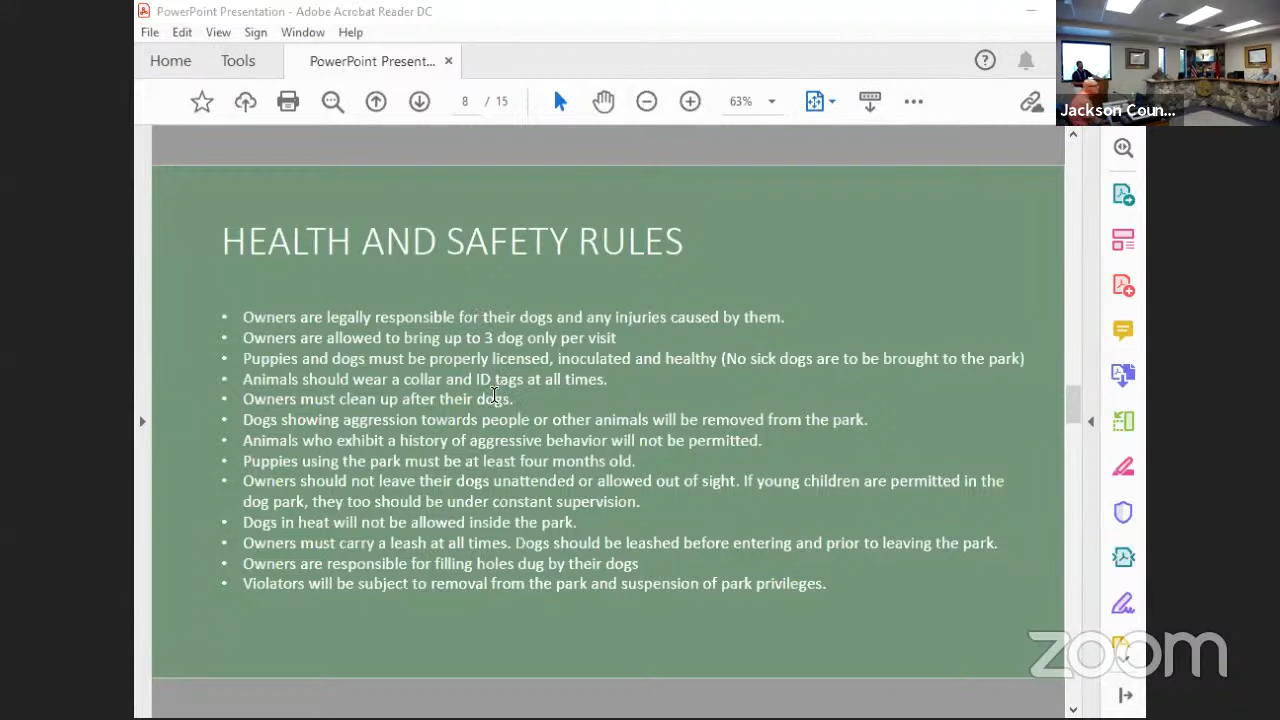 PowerPoint Presentation - Adobe Acrobat Reader DC
File Edit View Sign Window Help
Home Tools PowerPoint Present... ×
8 / 15 63%
Jackson Coun...
HEALTH AND SAFETY RULES
• Owners are legally responsible for their dogs and any injuries caused by them.
• Owners are allowed to bring up to 3 dog only per visit
• Puppies and dogs must be properly licensed, inoculated and healthy (No sick dogs are to be brought to the park)
• Animals should wear a collar and ID tags at all times.
• Owners must clean up after their dogs.
• Dogs showing aggression towards people or other animals will be removed from the park.
• Animals who exhibit a history of aggressive behavior will not be permitted.
• Puppies using the park must be at least four months old.
• Owners should not leave their dogs unattended or allowed out of sight. If young children are permitted in the
dog park, they too should be under constant supervision.
• Dogs in heat will not be allowed inside the park.
• Owners must carry a leash at all times. Dogs should be leashed before entering and prior to leaving the park.
• Owners are responsible for filling holes dug by their dogs
• Violators will be subject to removal from the park and suspension of park privileges.
zoom